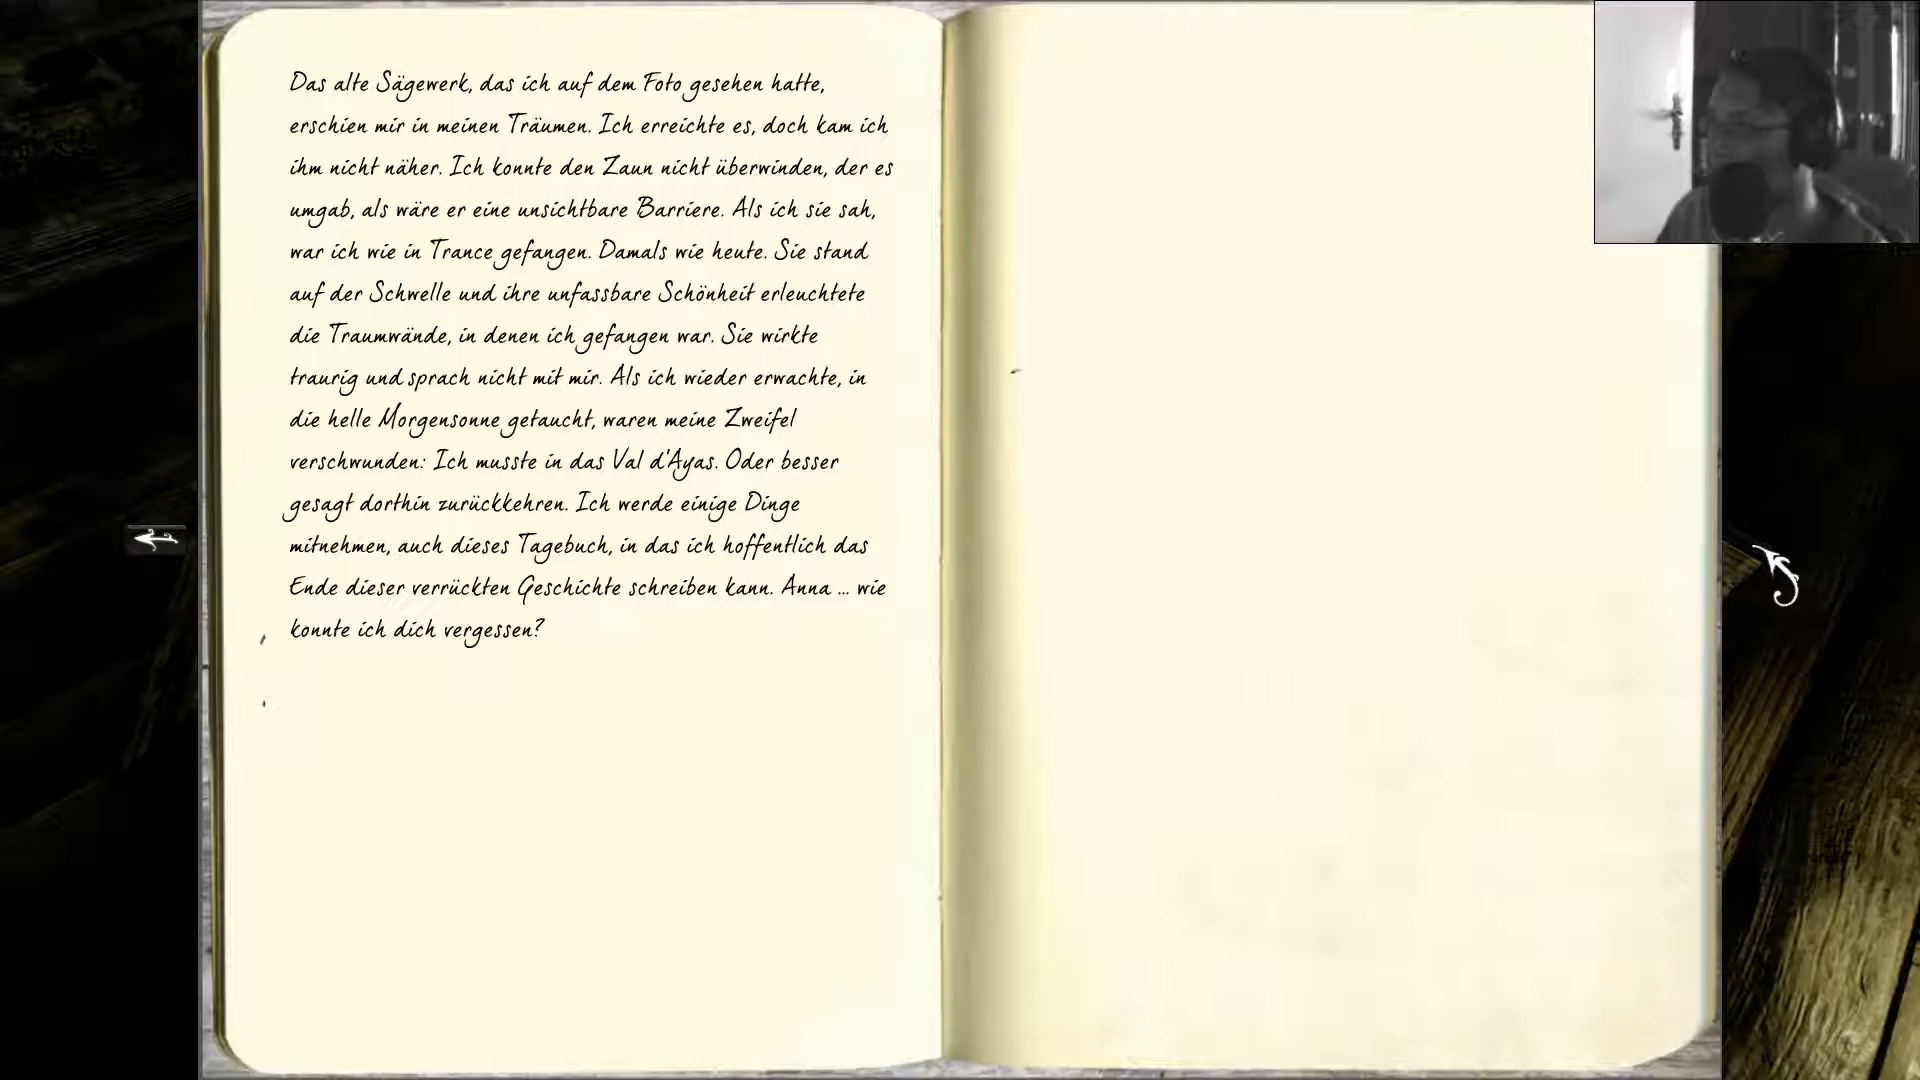 Das alte Sägewerk, das ich auf dem Foto gesehen hatte,
erschien mir in meinen Träumen. Ich erreichte es, doch kam ich
ihm nicht näher. Ich konnte den Zaun nicht überwinden, der es
umgab, als wäre er eine unsichtbare Barriere. Als ich sie sah,
war ich wie in Trance gefangen. Damals wie heute. Sie stand
auf der Schwelle und ihre unfassbare Schönheit erleuchtete
die Traumwände, in denen ich gefangen war. Sie wirkte
traurig und sprach nicht mit mir. Als ich wieder erwachte, in
die helle Morgensonne getaucht, waren meine Zweifel
verschwunden: Ich musste in das Val d'Ayas. Oder besser
gesagt dorthin zurückkehren. Ich werde einige Dinge
mitnehmen, auch dieses Tagebuch, in das ich hoffentlich das
Ende dieser verrückten Geschichte schreiben kann. Anna ... wie
konnte ich dich vergessen?